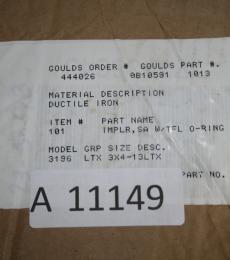 GOULDS ORDER # GOULDS PART #.
444026 0B10591 1013
MATERIAL DESCRIPTION
DUCTILE IRON
ITEM # PART NAME
101 IMPLR,SA W/TFL O-RING
MODEL GRP SIZE DESC.
3196 LTX 3X4-13LTX
PART NO.
A 11149